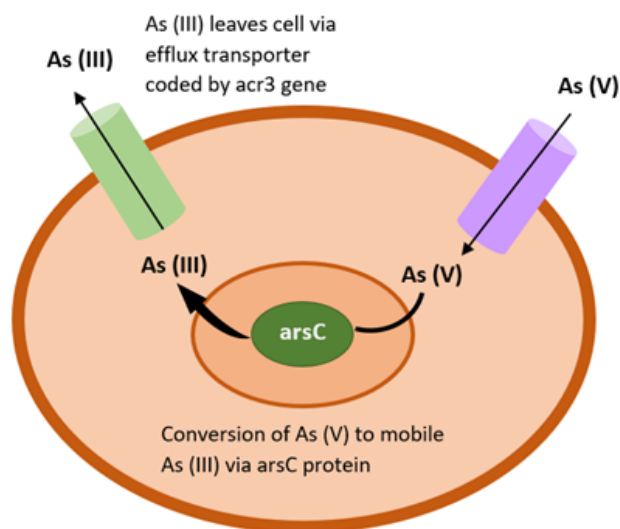 As (III) leaves cell via
efflux transporter
coded by acr3 gene
As (III)
As (V)
As (III)
As (V)
arsC
Conversion of As (V) to mobile
As (III) via arsC protein